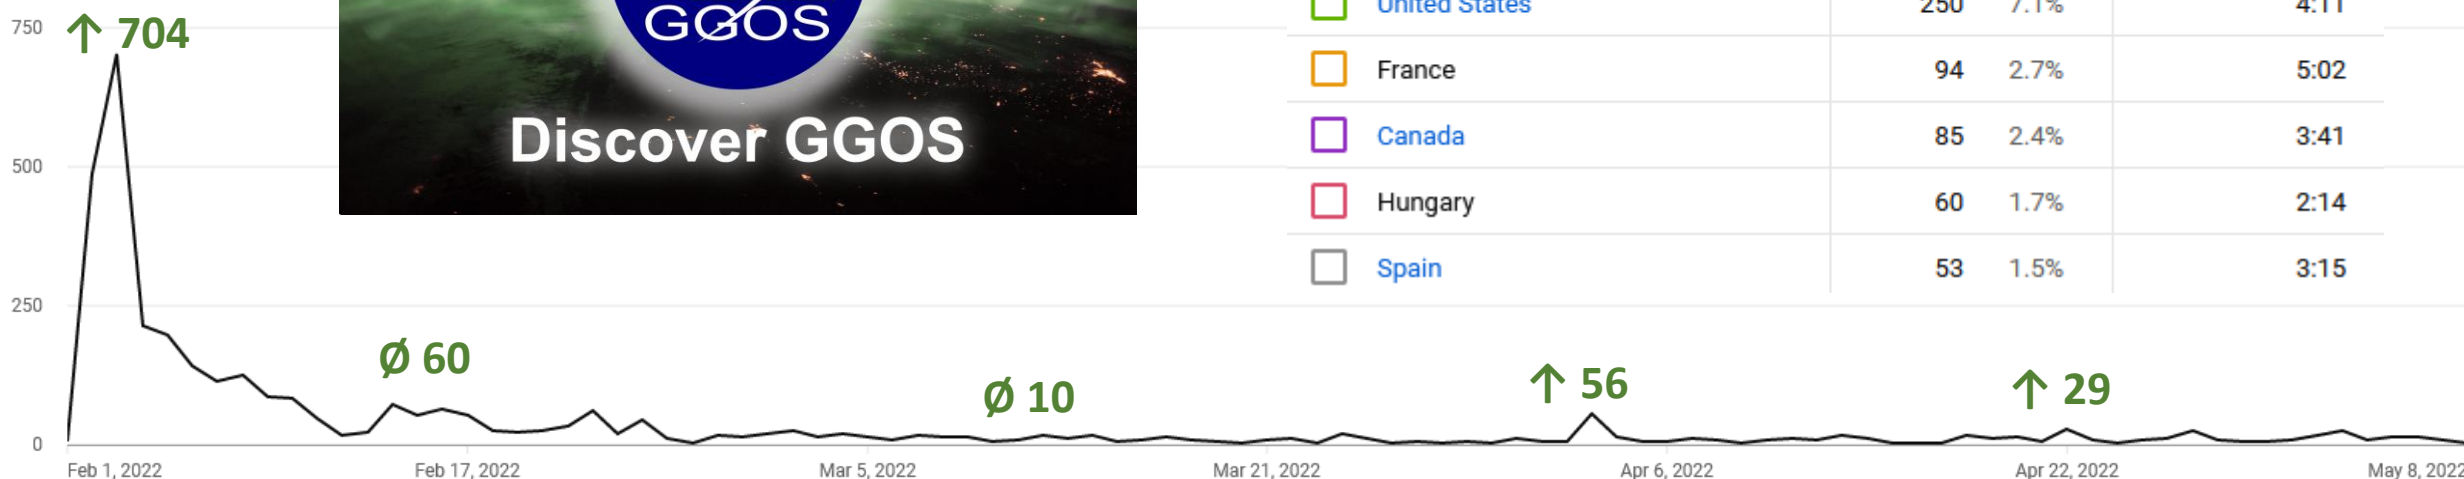 750
↑ 704
GGOS
Discover GGOS
United States 250 7.1% 4:11
France 94 2.7% 5:02
Canada 85 2.4% 3:41
Hungary 60 1.7% 2:14
Spain 53 1.5% 3:15
500
250
Ø 60
Ø 10
↑ 56
↑ 29
0
Feb 1, 2022 Feb 17, 2022 Mar 5, 2022 Mar 21, 2022 Apr 6, 2022 Apr 22, 2022 May 8, 2022